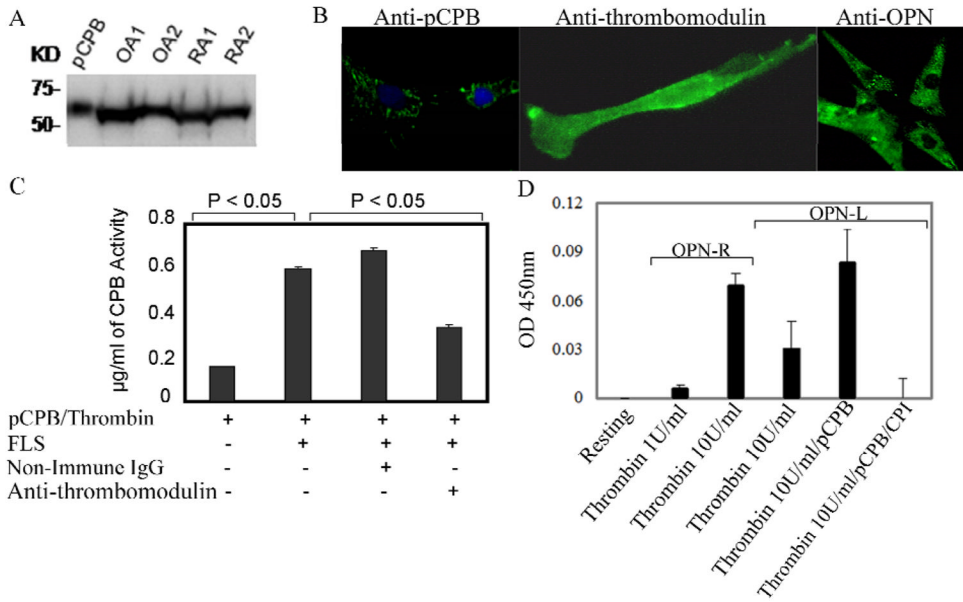 A
pCPB OA1 OA2 RA1 RA2
KD
75-
50-
B
Anti-pCPB Anti-thrombomodulin Anti-OPN
C
P < 0.05 P < 0.05
µg/ml of CPB Activity
0.8
0.6
0.4
0.2
0
pCPB/Thrombin + + + +
FLS - + + +
Non-Immune IgG - - + -
Anti-thrombomodulin - - - +
D
OD 450nm
0.12
0.09
0.06
0.03
0
OPN-L
OPN-R
Resting
Thrombin 1U/ml
Thrombin 10U/ml
Thrombin 10U/ml
Thrombin 10U/ml/pCPB
Thrombin 10U/ml/pCPB/CPI